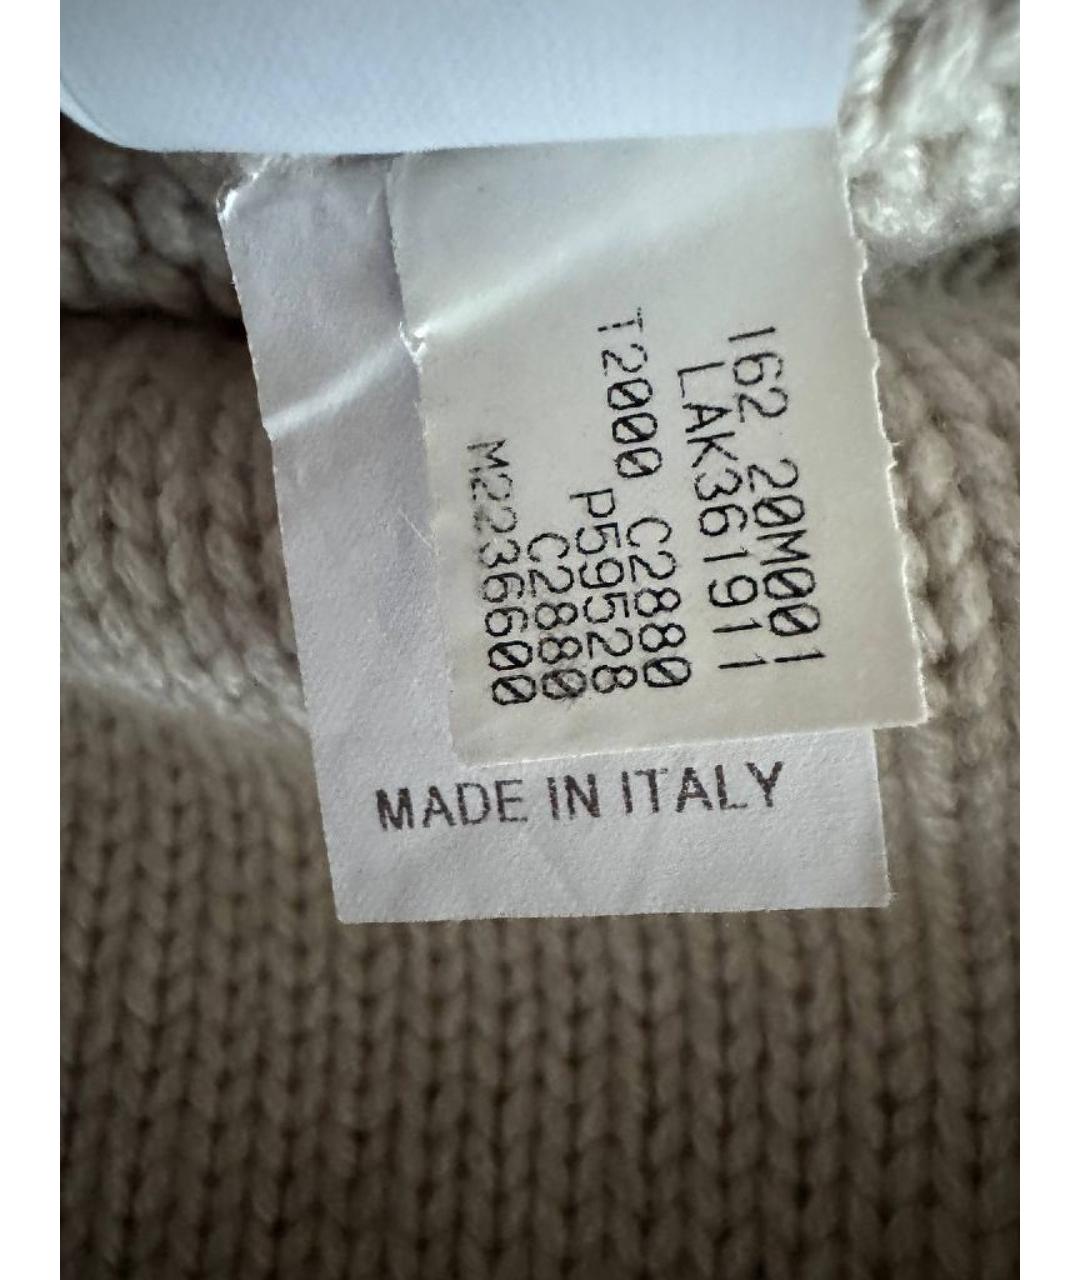 162 20M001
LAK361911
T2000 C2880
P59528
C2880
M2236600
MADE IN ITALY